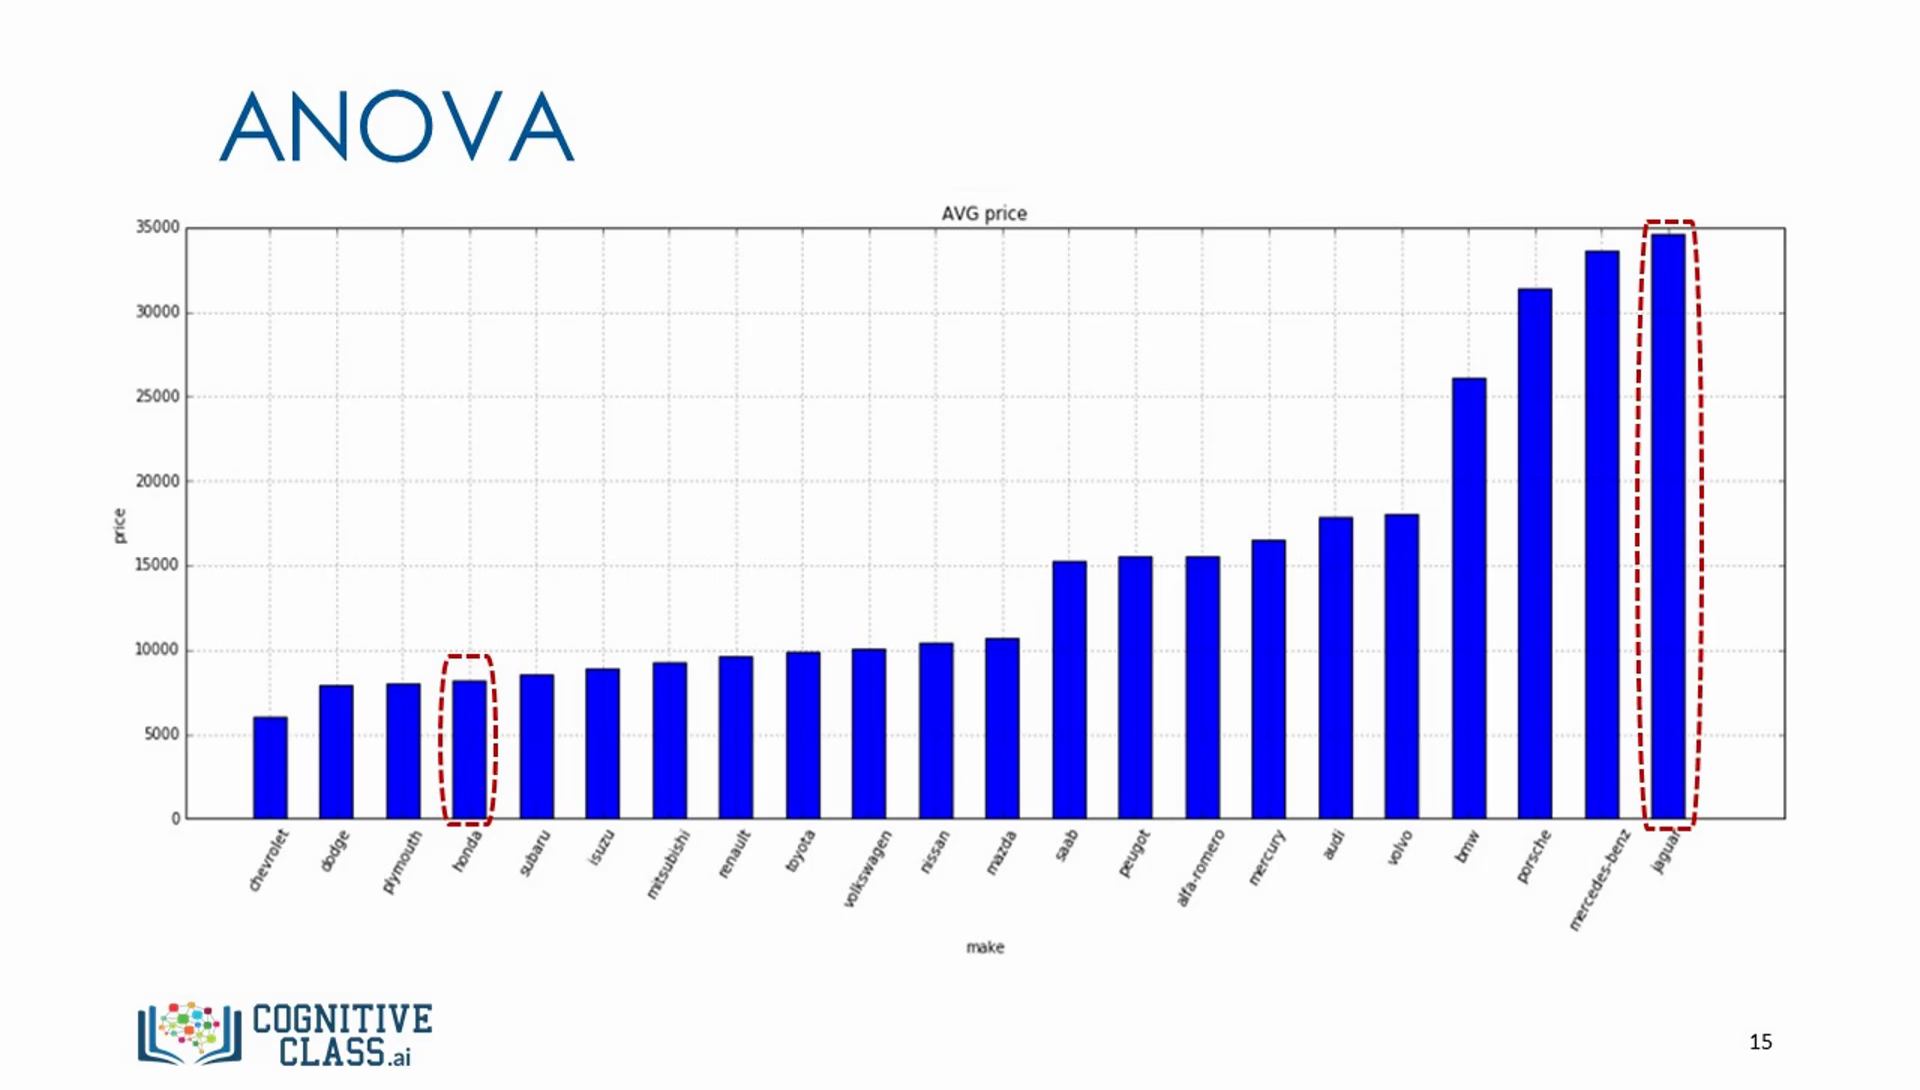 ANOVA
AVG price
35000
30000
25000
20000
15000
10000
5000
0
price
chevrolet
dodge
plymouth
honda
subaru
isuzu
mitsubishi
renault
toyota
volkswagen
nissan
mazda
saab
peugot
alfa-romero
mercury
audi
volvo
bmw
porsche
mercedes-benz
jaguar
make
COGNITIVE
CLASS.ai
15